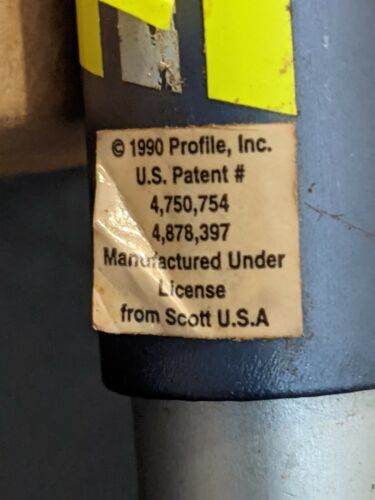 © 1990 Profile, Inc.
U.S. Patent #
4,750,754
4,878,397
Manufactured Under
License
from Scott U.S.A